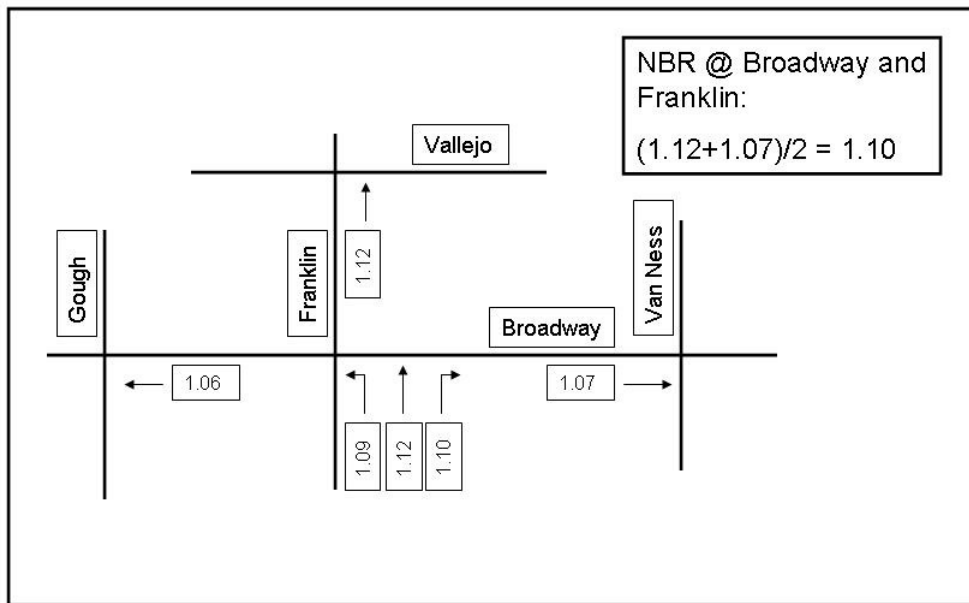 NBR @ Broadway and
Franklin:
(1.12+1.07)/2 = 1.10
Vallejo
Gough
Franklin
1.12
Van Ness
Broadway
1.06
1.07
1.09
1.12
1.10